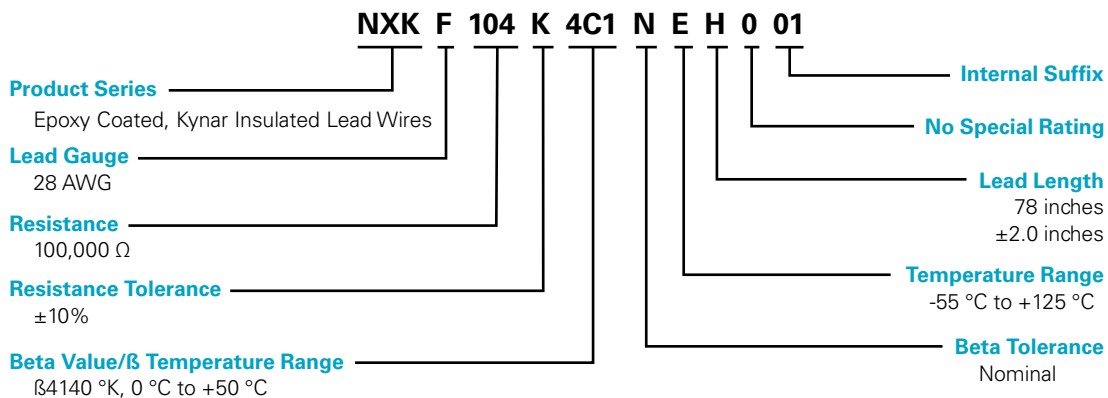 NXK F 104 K 4C1 N E H 0 01
Product Series
Epoxy Coated, Kynar Insulated Lead Wires
Lead Gauge
28 AWG
Resistance
100,000 Ω
Resistance Tolerance
±10%
Beta Value/ß Temperature Range
ß4140 °K, 0 °C to +50 °C
Internal Suffix
No Special Rating
Lead Length
78 inches
±2.0 inches
Temperature Range
-55 °C to +125 °C
Beta Tolerance
Nominal